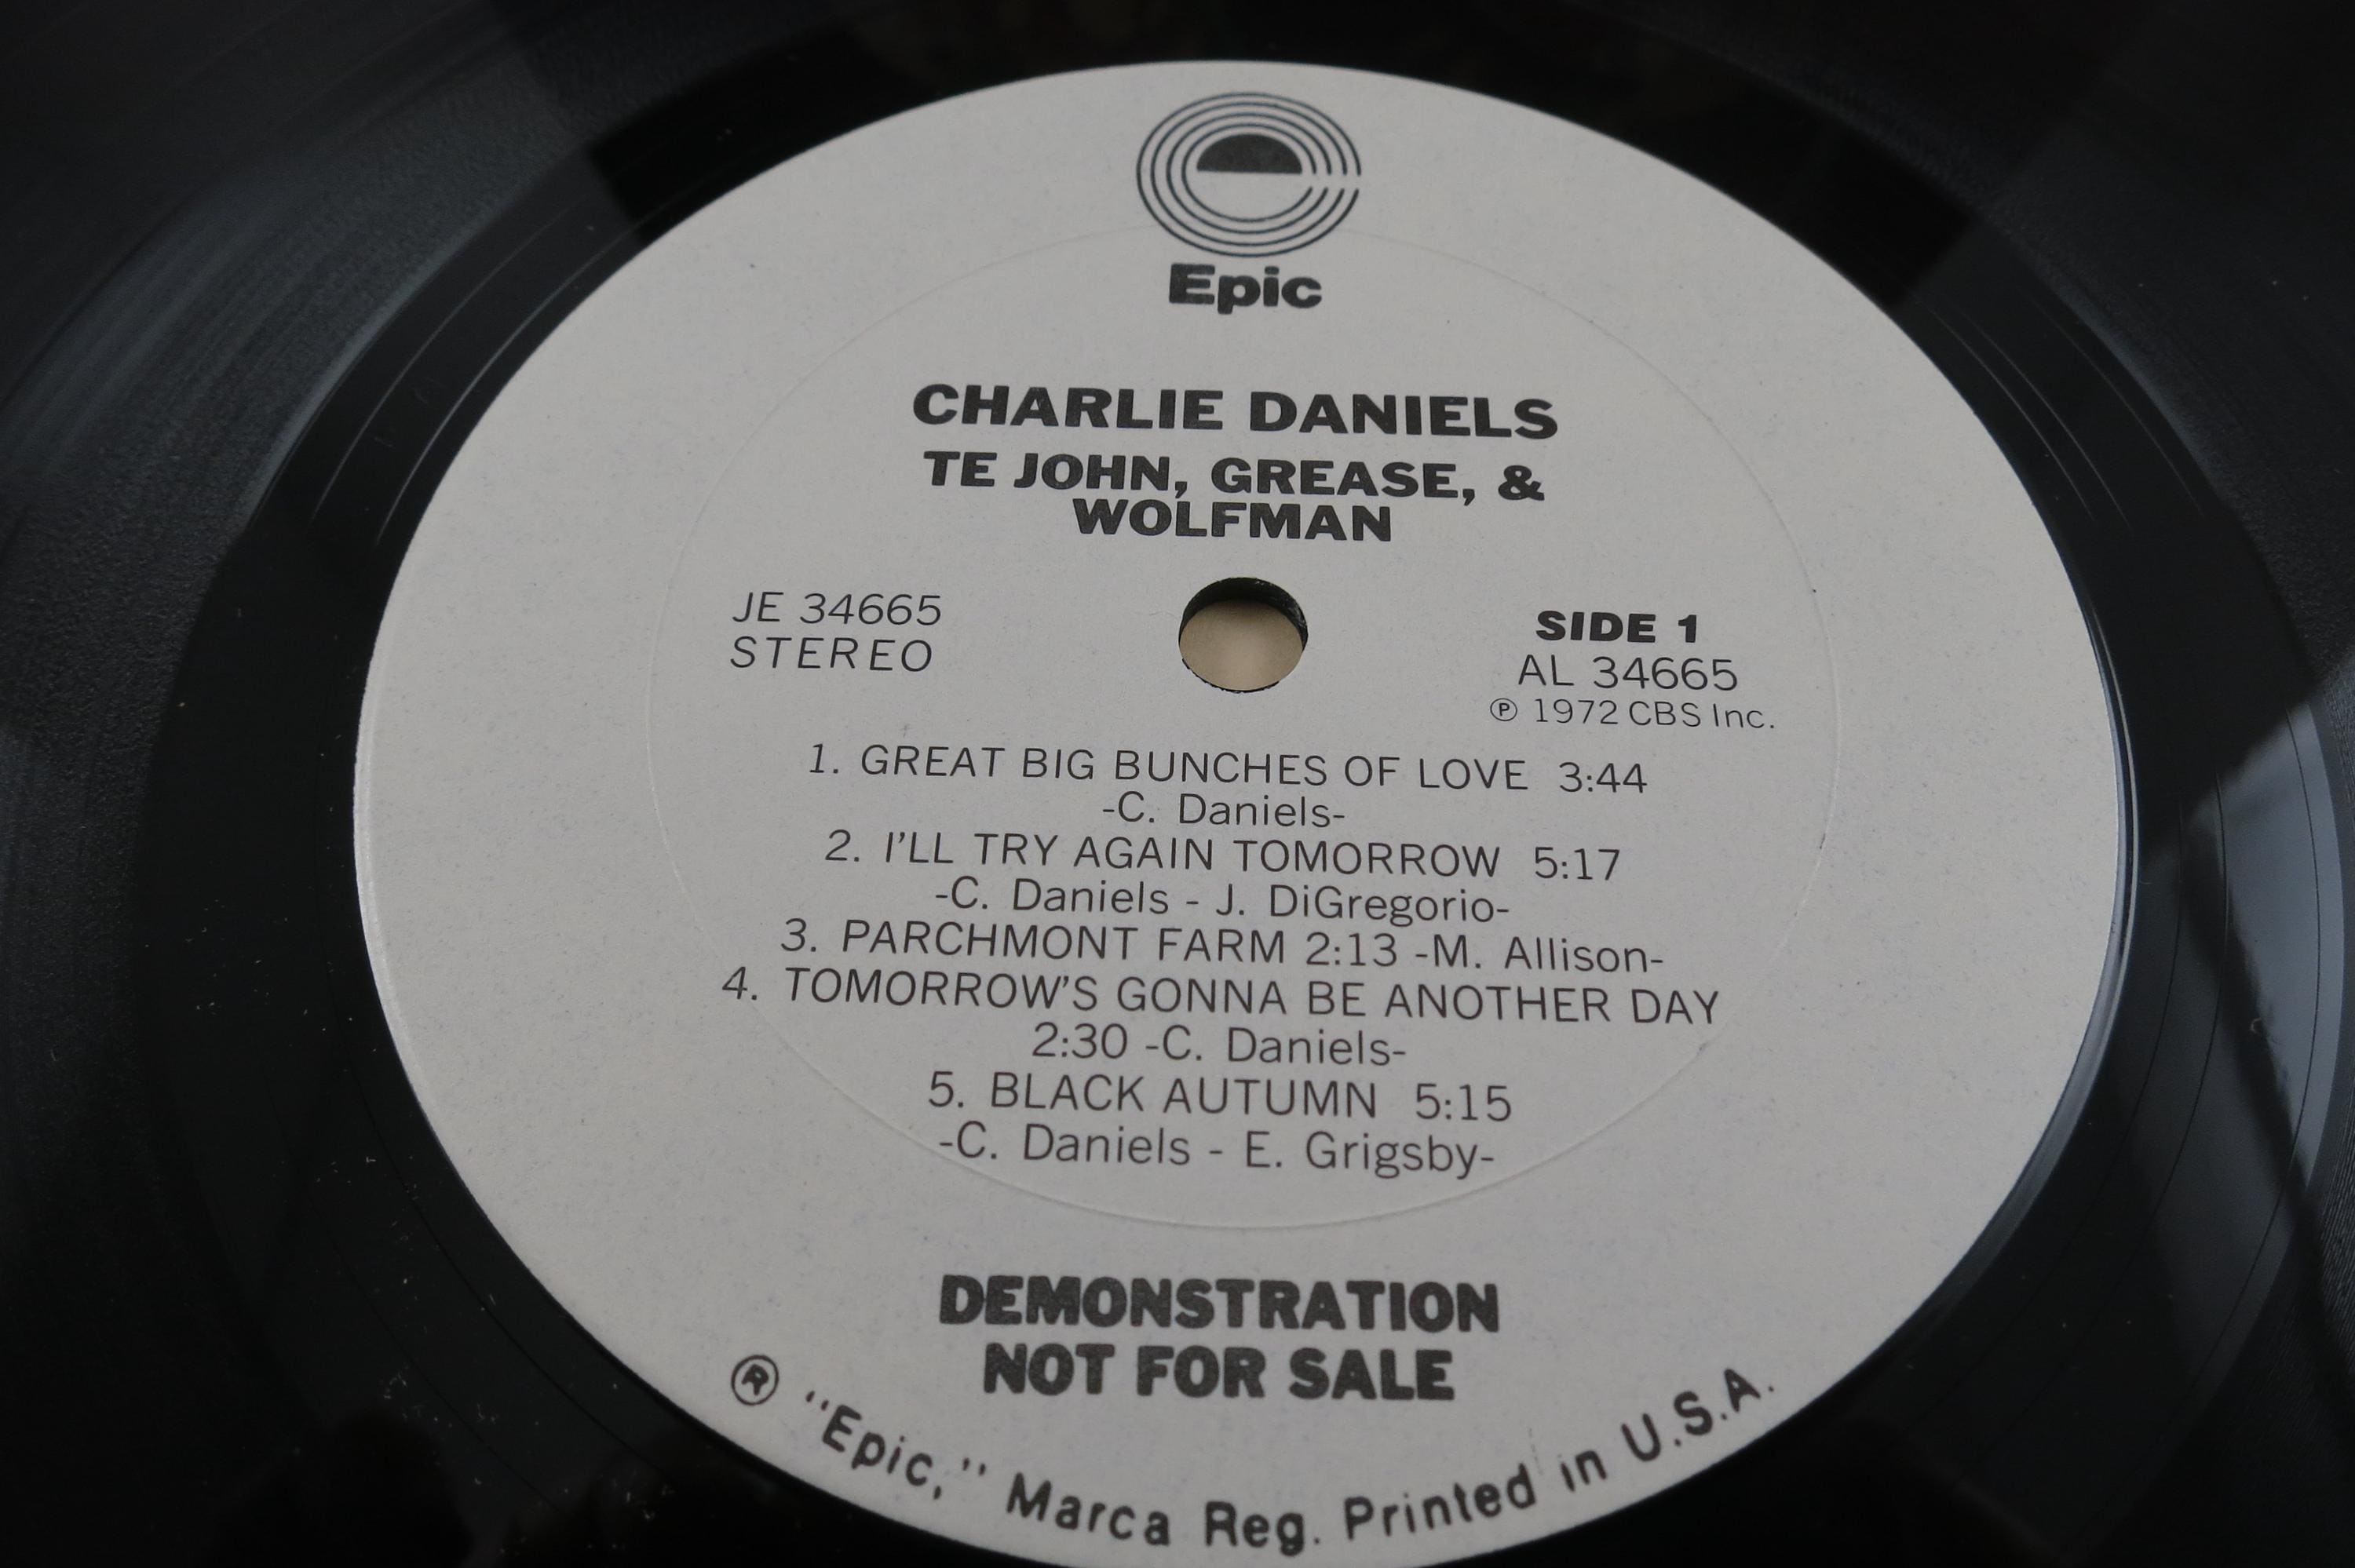 Epic
CHARLIE DANIELS
TE JOHN, GREASE, &
WOLFMAN
JE 34665
STEREO
SIDE 1
AL 34665
℗ 1972 CBS Inc.
1. GREAT BIG BUNCHES OF LOVE 3:44
-C. Daniels-
2. I'LL TRY AGAIN TOMORROW 5:17
-C. Daniels - J. DiGregorio-
3. PARCHMONT FARM 2:13 -M. Allison-
4. TOMORROW'S GONNA BE ANOTHER DAY
2:30 -C. Daniels-
5. BLACK AUTUMN 5:15
-C. Daniels - E. Grigsby-
DEMONSTRATION
NOT FOR SALE
® "Epic," Marca Reg. Printed in U.S.A.